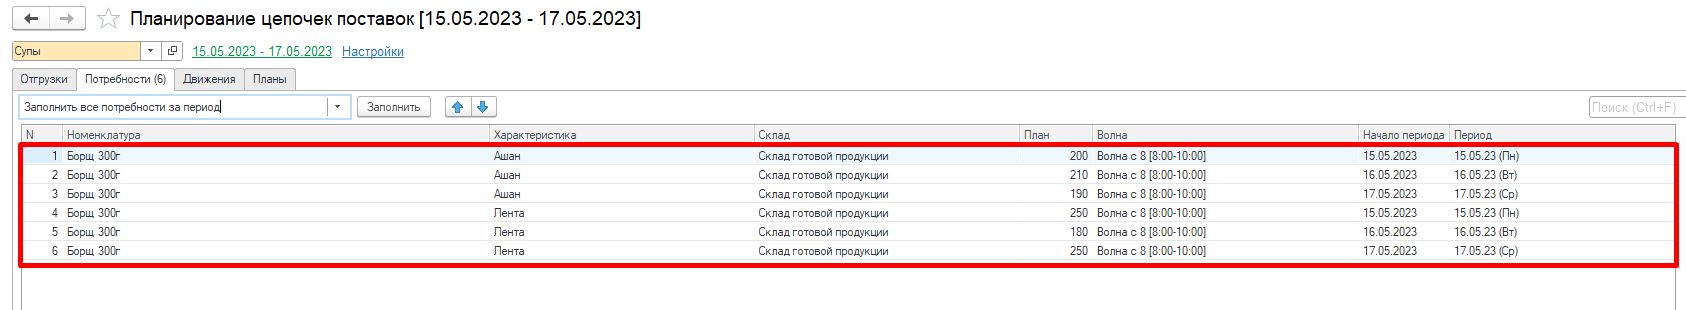 Планирование цепочек поставок [15.05.2023 - 17.05.2023]
Супы 15.05.2023 - 17.05.2023 Настройки
Отгрузки Потребности (6) Движения Планы
Заполнить все потребности за период Заполнить Поиск (Ctrl+F)
N Номенклатура Характеристика Склад План Волна Начало периода Период
1 Борщ 300г Ашан Склад готовой продукции 200 Волна с 8 [8:00-10:00] 15.05.2023 15.05.23 (Пн)
2 Борщ 300г Ашан Склад готовой продукции 210 Волна с 8 [8:00-10:00] 16.05.2023 16.05.23 (Вт)
3 Борщ 300г Ашан Склад готовой продукции 190 Волна с 8 [8:00-10:00] 17.05.2023 17.05.23 (Ср)
4 Борщ 300г Лента Склад готовой продукции 250 Волна с 8 [8:00-10:00] 15.05.2023 15.05.23 (Пн)
5 Борщ 300г Лента Склад готовой продукции 180 Волна с 8 [8:00-10:00] 16.05.2023 16.05.23 (Вт)
6 Борщ 300г Лента Склад готовой продукции 250 Волна с 8 [8:00-10:00] 17.05.2023 17.05.23 (Ср)